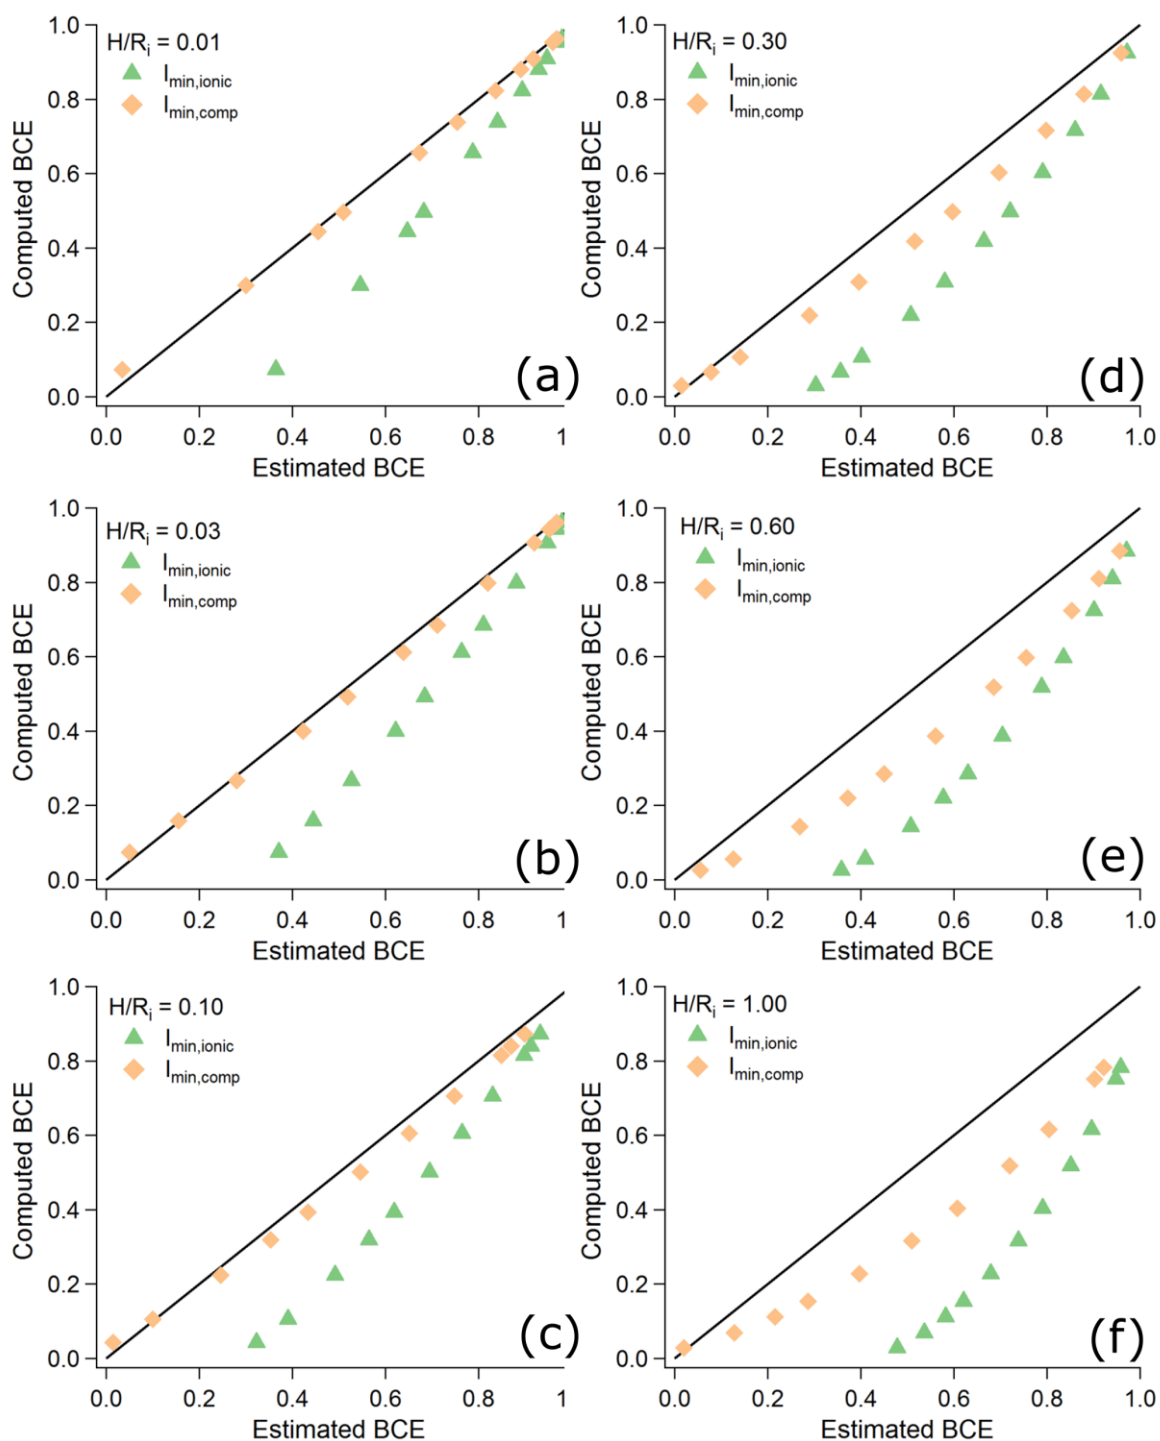 H/Ri = 0.01
Imin,ionic
Imin,comp
1.0
0.8
0.6
0.4
0.2
0.0
Computed BCE
0.0 0.2 0.4 0.6 0.8 1
Estimated BCE
(a)
H/Ri = 0.30
Imin,ionic
Imin,comp
1.0
0.8
0.6
0.4
0.2
0.0
Computed BCE
0.0 0.2 0.4 0.6 0.8 1.0
Estimated BCE
(d)
H/Ri = 0.03
Imin,ionic
Imin,comp
1.0
0.8
0.6
0.4
0.2
0.0
Computed BCE
0.0 0.2 0.4 0.6 0.8 1
Estimated BCE
(b)
H/Ri = 0.60
Imin,ionic
Imin,comp
1.0
0.8
0.6
0.4
0.2
0.0
Computed BCE
0.0 0.2 0.4 0.6 0.8 1.0
Estimated BCE
(e)
H/Ri = 0.10
Imin,ionic
Imin,comp
1.0
0.8
0.6
0.4
0.2
0.0
Computed BCE
0.0 0.2 0.4 0.6 0.8 1
Estimated BCE
(c)
H/Ri = 1.00
Imin,ionic
Imin,comp
1.0
0.8
0.6
0.4
0.2
0.0
Computed BCE
0.0 0.2 0.4 0.6 0.8 1.0
Estimated BCE
(f)